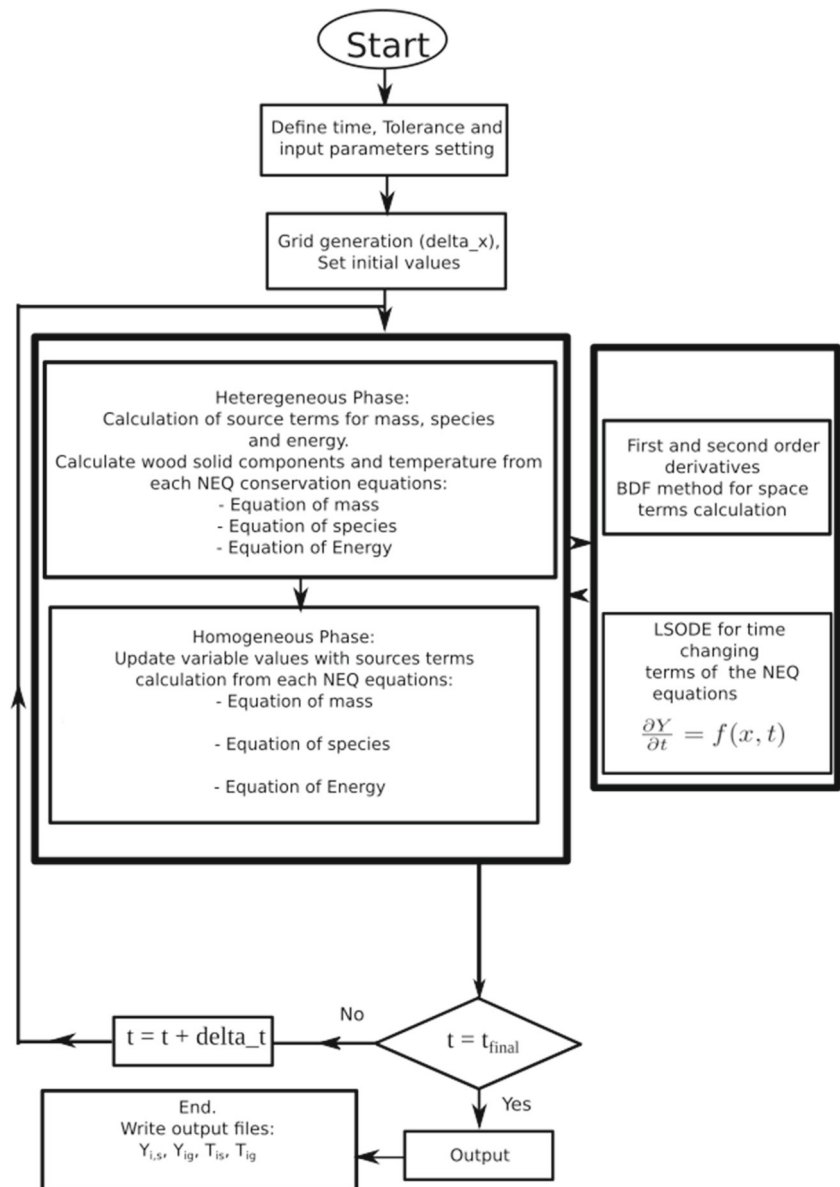 Start
Define time, Tolerance and
input parameters setting
Grid generation (delta_x),
Set initial values
Heteregeneous Phase:
Calculation of source terms for mass, species
and energy.
Calculate wood solid components and temperature from
each NEQ conservation equations:
- Equation of mass
- Equation of species
- Equation of Energy
Homogeneous Phase:
Update variable values with sources terms
calculation from each NEQ equations:
- Equation of mass
- Equation of species
- Equation of Energy
First and second order
derivatives
BDF method for space
terms calculation
LSODE for time
changing
terms of the NEQ
equations
∂Y/∂t = f(x, t)
t = t_final
No
t = t + delta_t
Yes
Output
End.
Write output files:
Y_i,s, Y_ig, T_is, T_ig